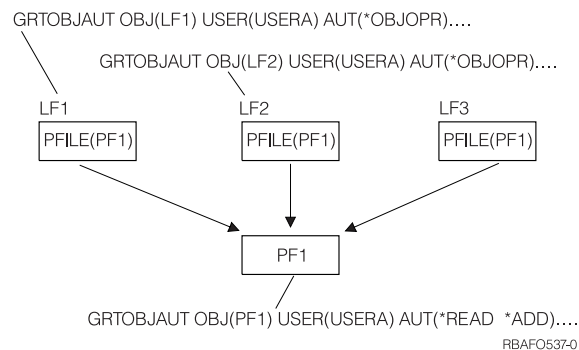 GRTOBJAUT OBJ(LF1) USER(USERA) AUT(*OBJOPR)....
GRTOBJAUT OBJ(LF2) USER(USERA) AUT(*OBJOPR)....
LF1
LF2
LF3
PFILE(PF1)
PFILE(PF1)
PFILE(PF1)
PF1
GRTOBJAUT OBJ(PF1) USER(USERA) AUT(*READ *ADD)....
RBAFO537-0